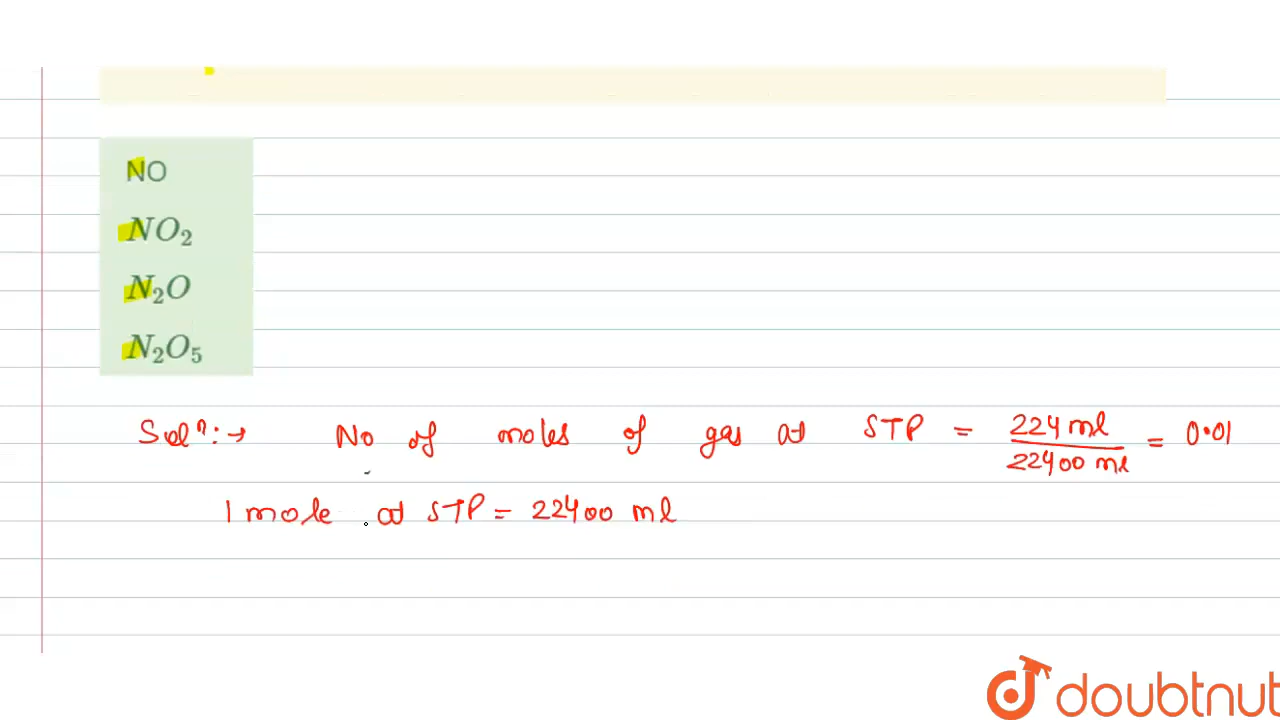 NO
NO₂
N₂O
N₂O₅
Solⁿ:→ No of moles of gas at STP = 224 ml / 22400 ml = 0.01
1 mole at STP = 22400 ml
doubtnut